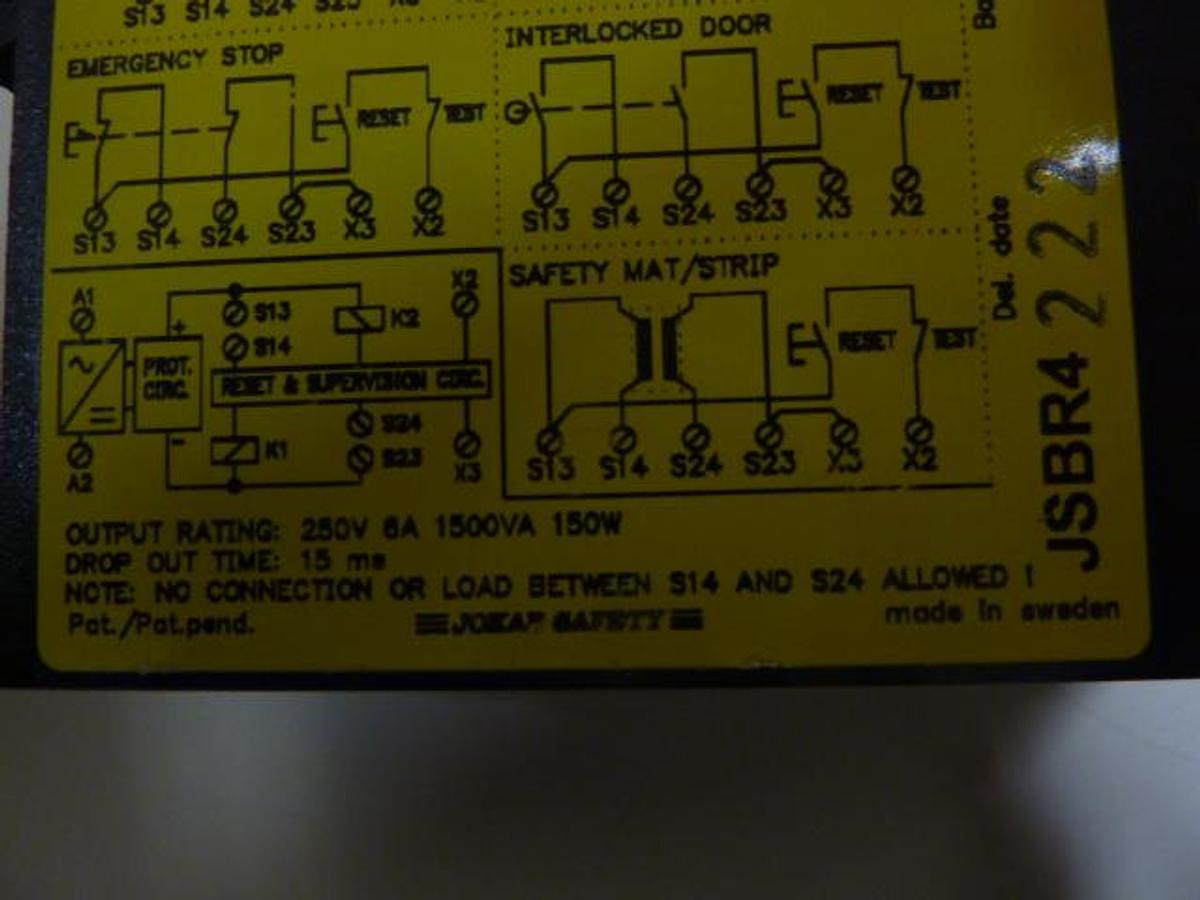 S13 S14 S24 S23
EMERGENCY STOP
RESET TEST
S13 S14 S24 S23 X3 X2
INTERLOCKED DOOR
RESET TEST
S13 S14 S24 S23 X3 X2
A1
A2
PROT.
CIRC.
+
-
S13
S14
K2
X2
RESET & SUPERVISION CIRC.
K1
S24
S23
X3
SAFETY MAT/STRIP
RESET TEST
S13 S14 S24 S23 X3 X2
OUTPUT RATING: 250V 6A 1500VA 150W
DROP OUT TIME: 15 ms
NOTE: NO CONNECTION OR LOAD BETWEEN S14 AND S24 ALLOWED !
Pat./Pat.pend.
JOKAB SAFETY
made in sweden
Del. date
222
JSBR4